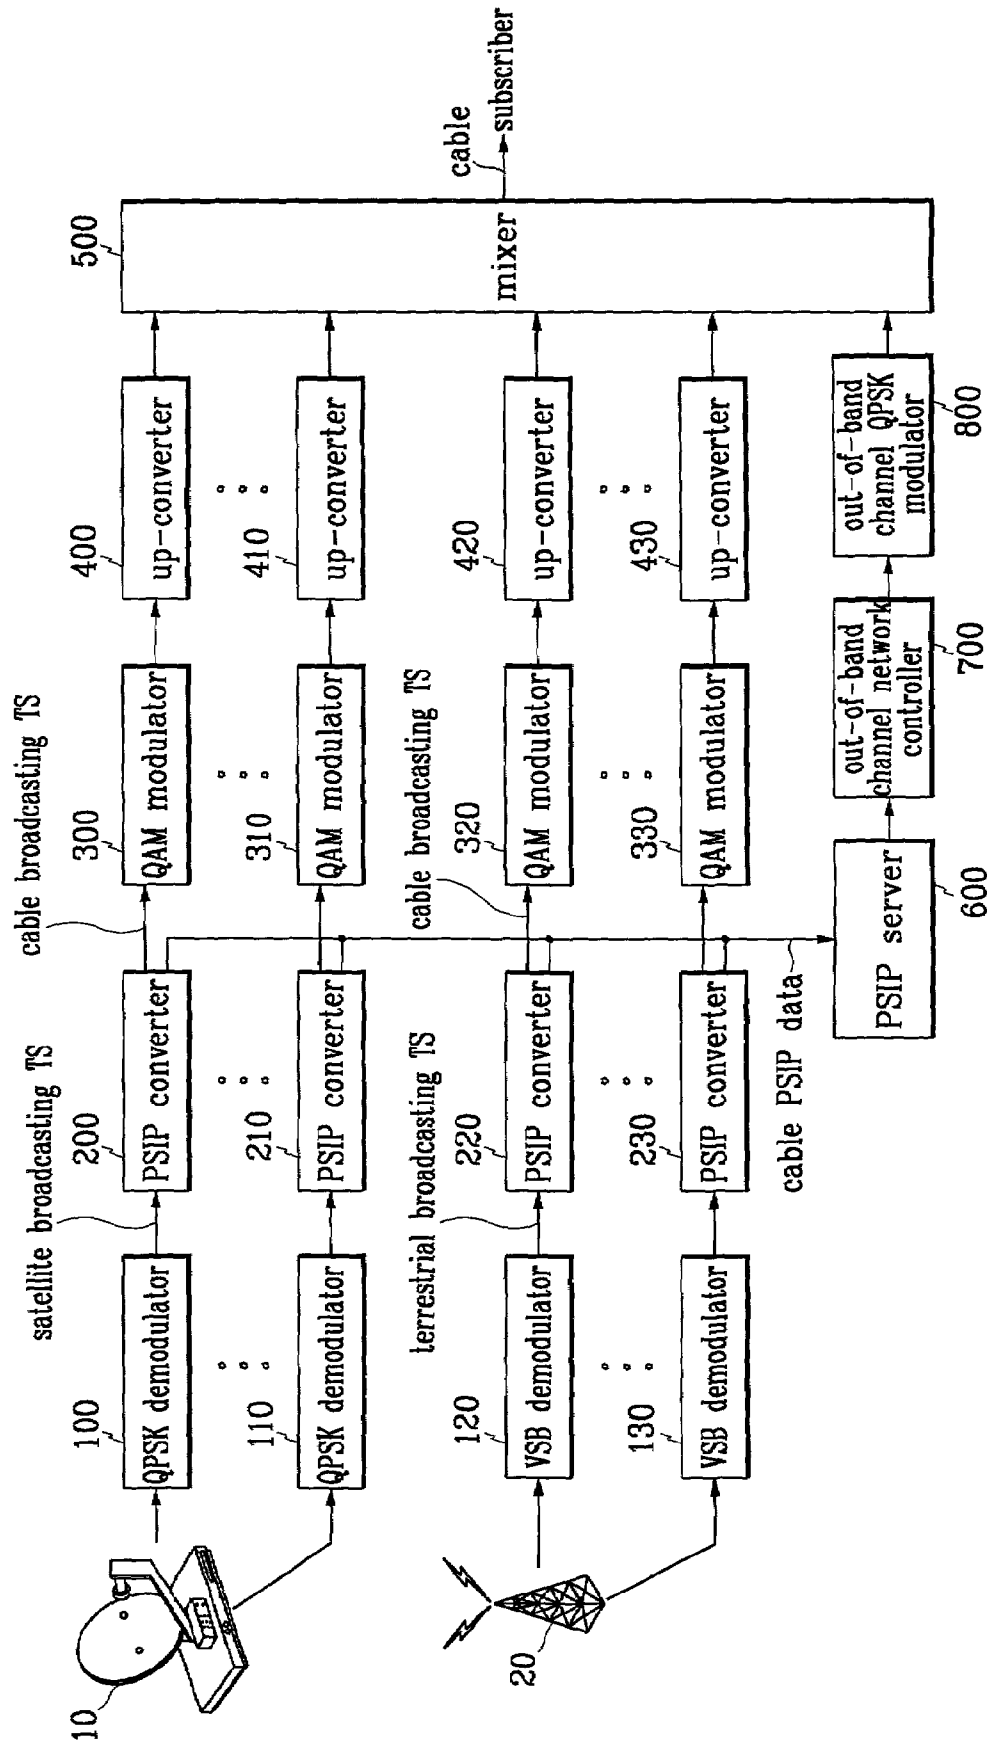 10
100
QPSK demodulator
satellite broadcasting TS
200
PSIP converter
cable broadcasting TS
300
QAM modulator
400
up-converter
500
mixer
cable
subscriber
110
QPSK demodulator
210
PSIP converter
310
QAM modulator
410
up-converter
20
120
VSB demodulator
terrestrial broadcasting TS
220
PSIP converter
cable broadcasting TS
320
QAM modulator
420
up-converter
130
VSB demodulator
230
PSIP converter
330
QAM modulator
430
up-converter
cable PSIP data
PSIP server
600
out-of-band
channel network
controller
700
out-of-band
channel QPSK
modulator
800